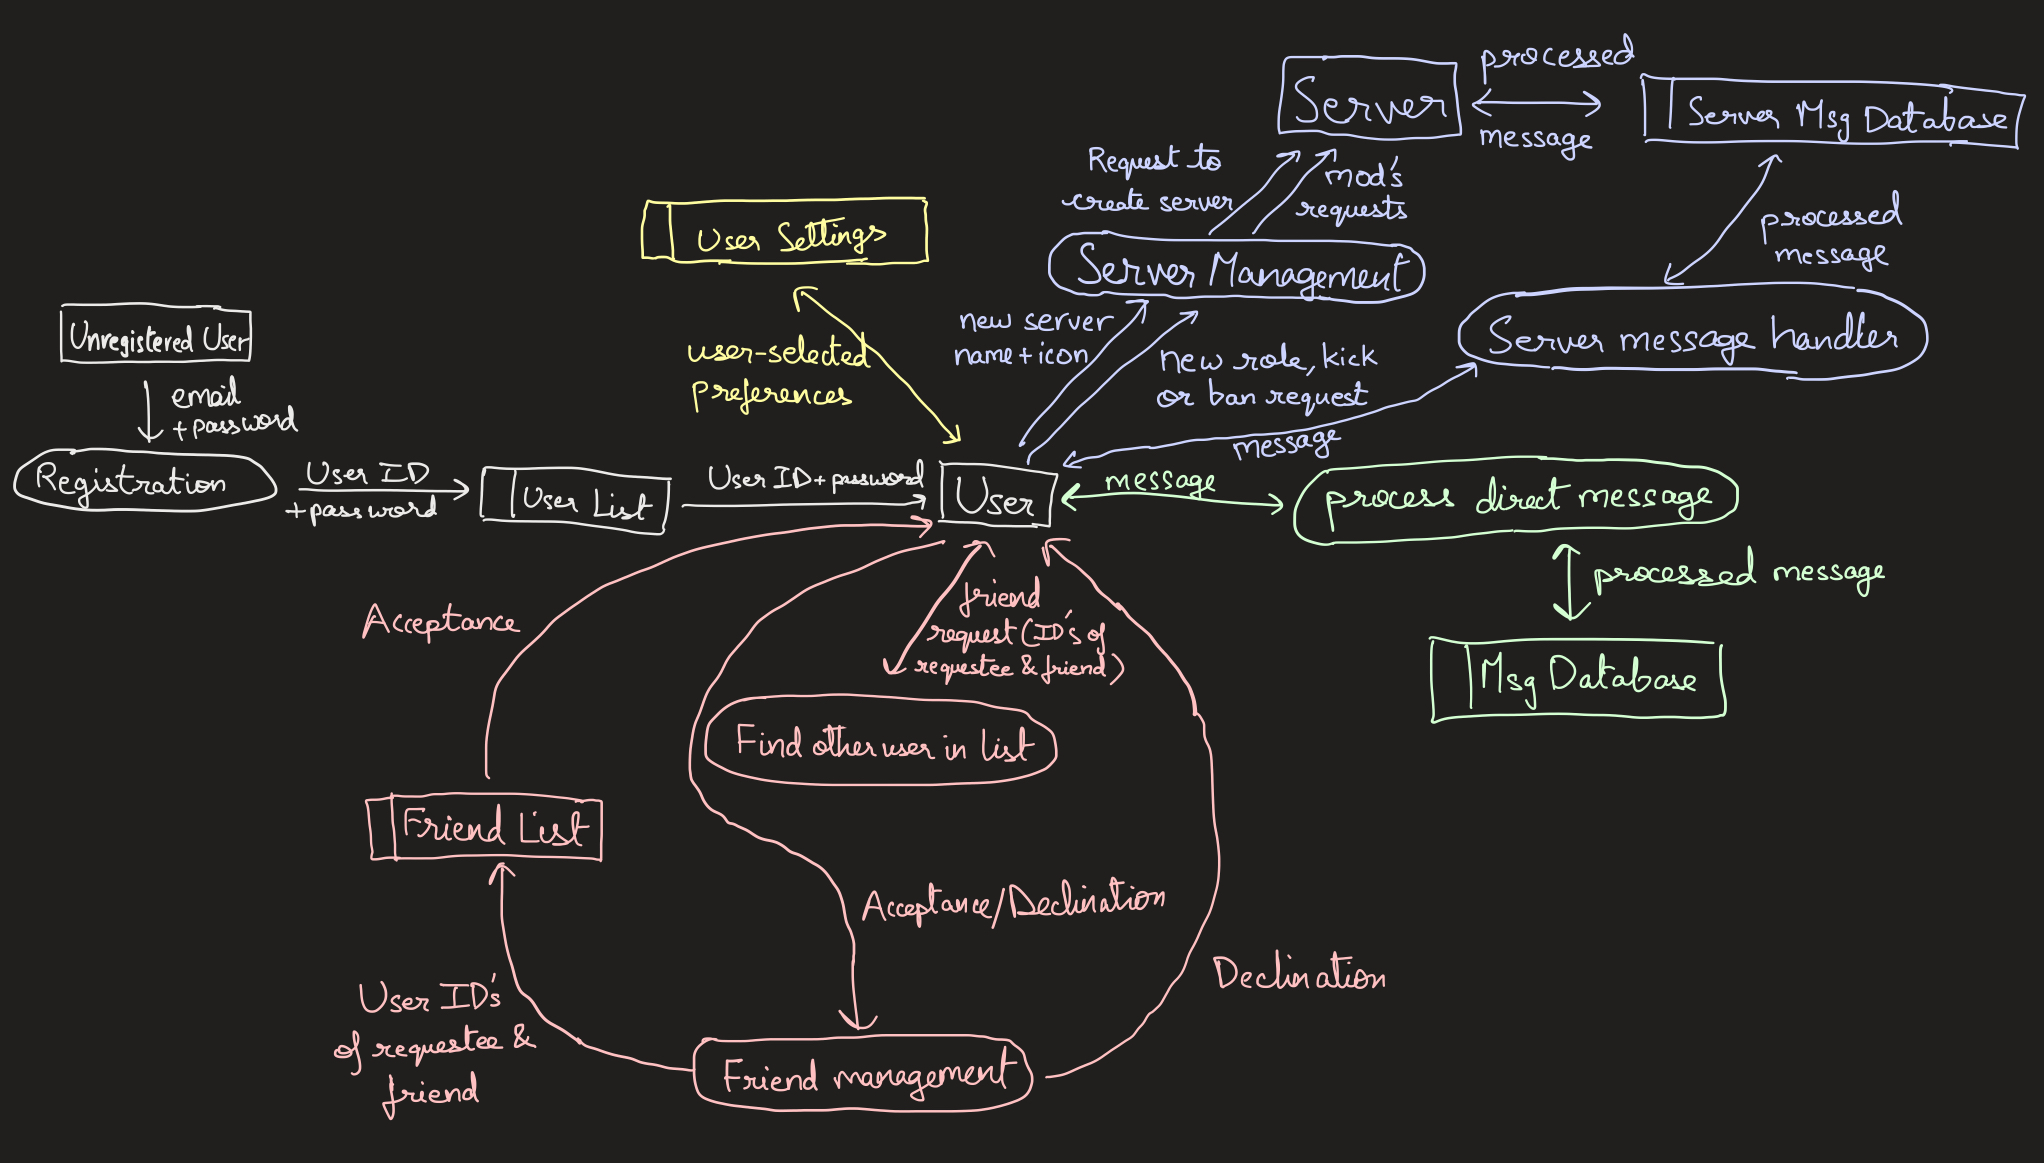 Server
processed
message
Server Msg Database
Request to
create server
mod's
requests
processed
message
User Settings
Server Management
Server message handler
Unregistered User
email
+password
user-selected
preferences
new server
name+icon
new role, kick
or ban request
message
Registration
User ID
+password
User List
User ID+password
User
message
process direct message
processed message
Msg Database
Acceptance
friend
request (ID's of
requestee & friend)
Find other user in list
Friend List
Acceptance/Declination
Declination
User ID's
of requestee &
friend
Friend management